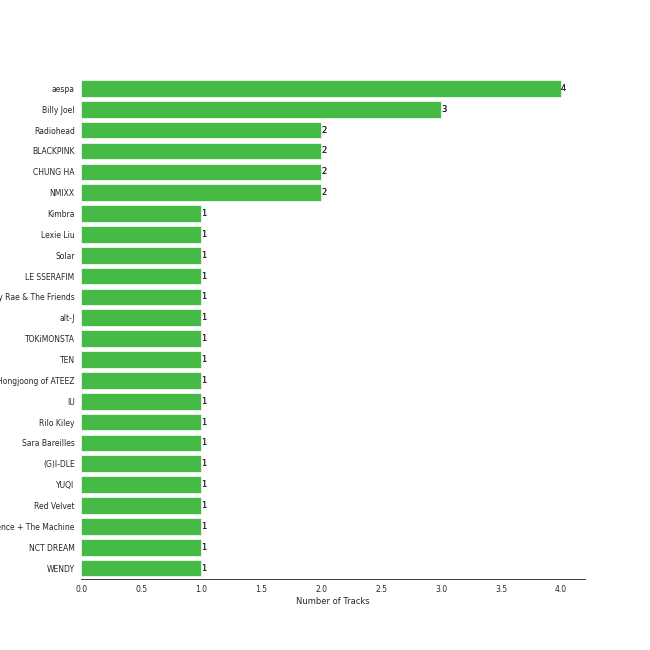 aespa 4
Billy Joel 3
Radiohead 2
BLACKPINK 2
CHUNG HA 2
NMIXX 2
Kimbra 1
Lexie Liu 1
Solar 1
LE SSERAFIM 1
y Rae & The Friends 1
alt-J 1
TOKiMONSTA 1
TEN 1
Hongjoong of ATEEZ 1
IU 1
Rilo Kiley 1
Sara Bareilles 1
(G)I-DLE 1
YUQI 1
Red Velvet 1
ence + The Machine 1
NCT DREAM 1
WENDY 1
0.0 0.5 1.0 1.5 2.0 2.5 3.0 3.5 4.0
Number of Tracks